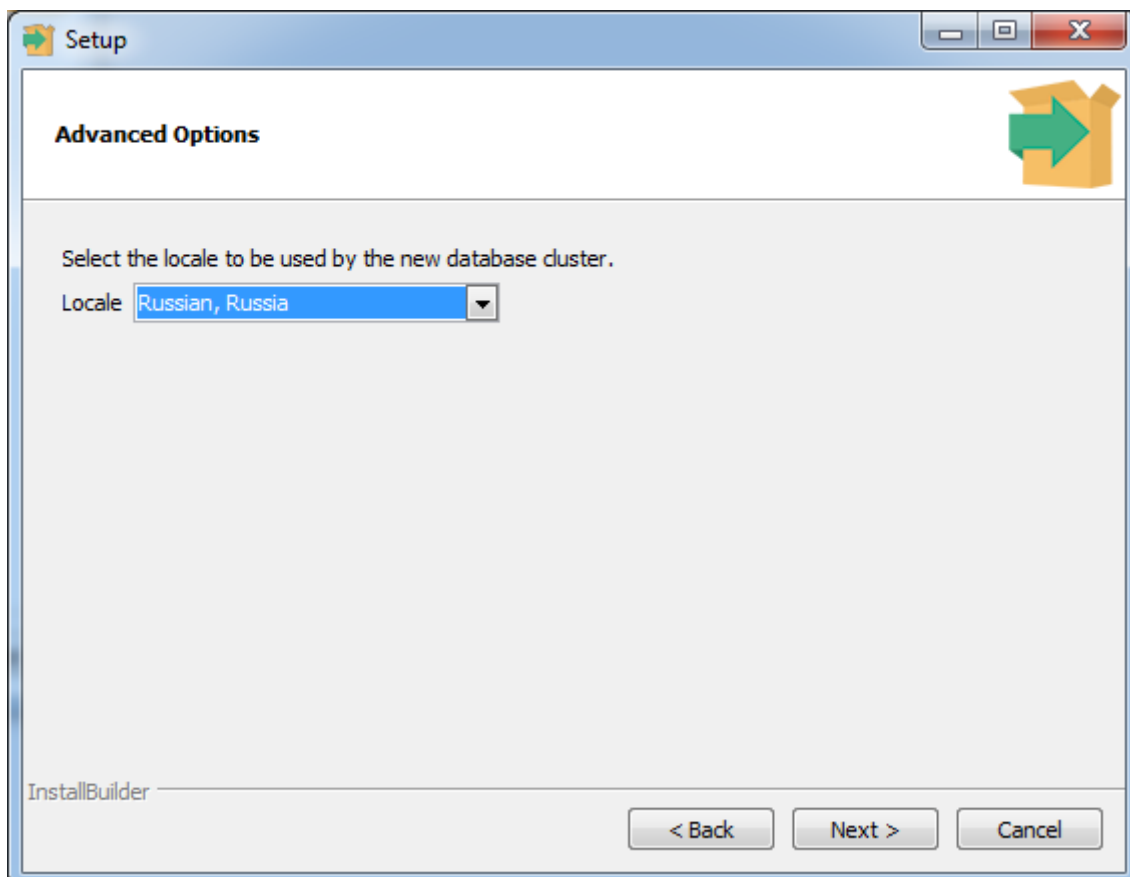 Setup
Advanced Options
Select the locale to be used by the new database cluster.
Locale Russian, Russia
InstallBuilder
< Back Next > Cancel